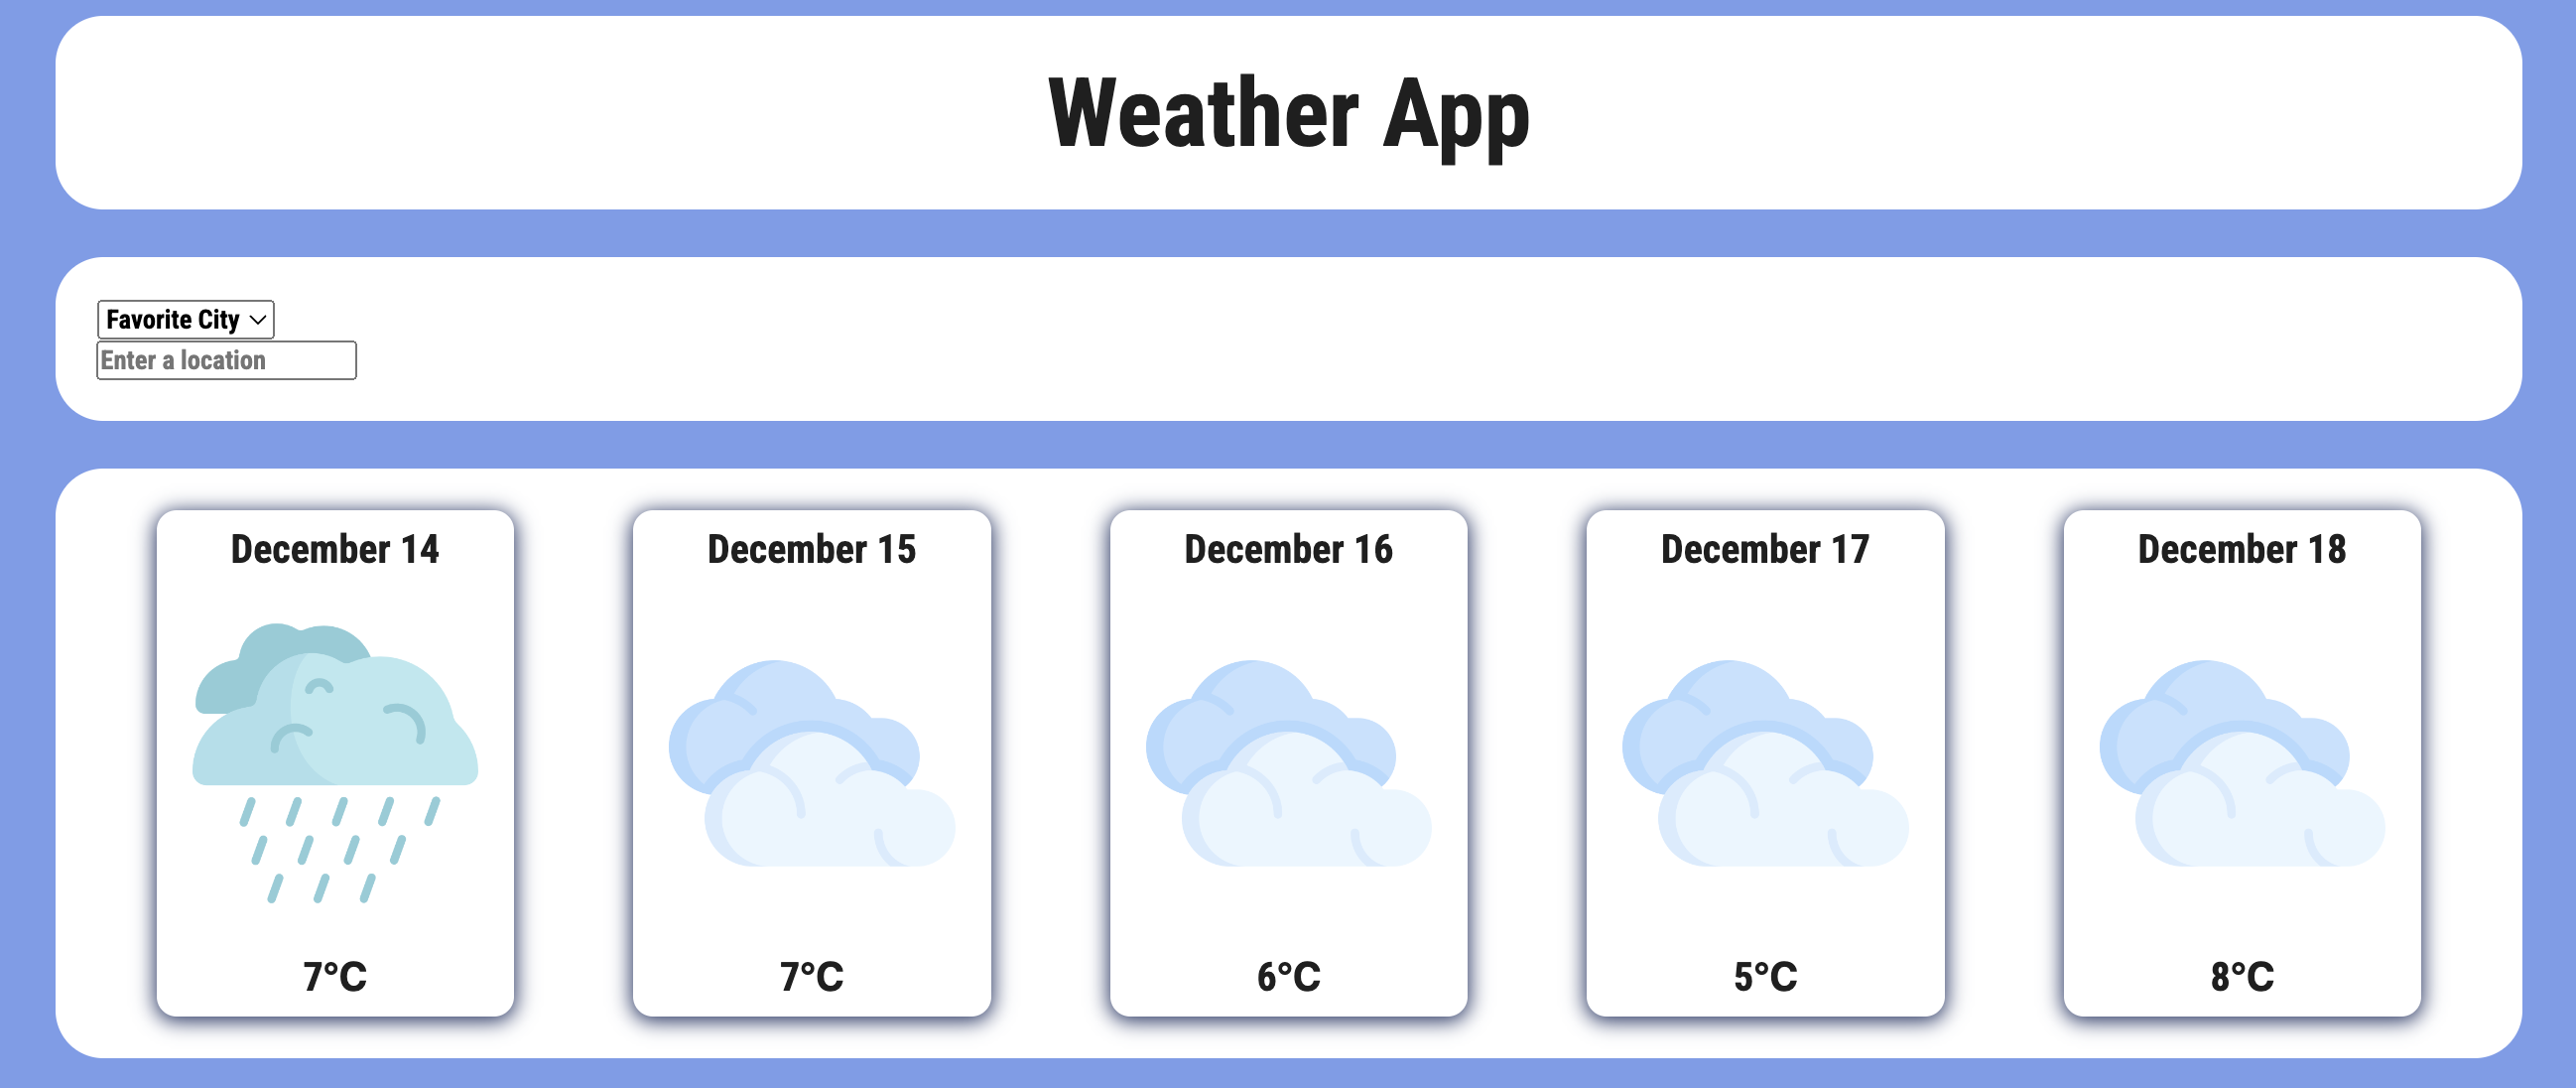 Weather App
Favorite City
Enter a location
December 14
7°C
December 15
7°C
December 16
6°C
December 17
5°C
December 18
8°C